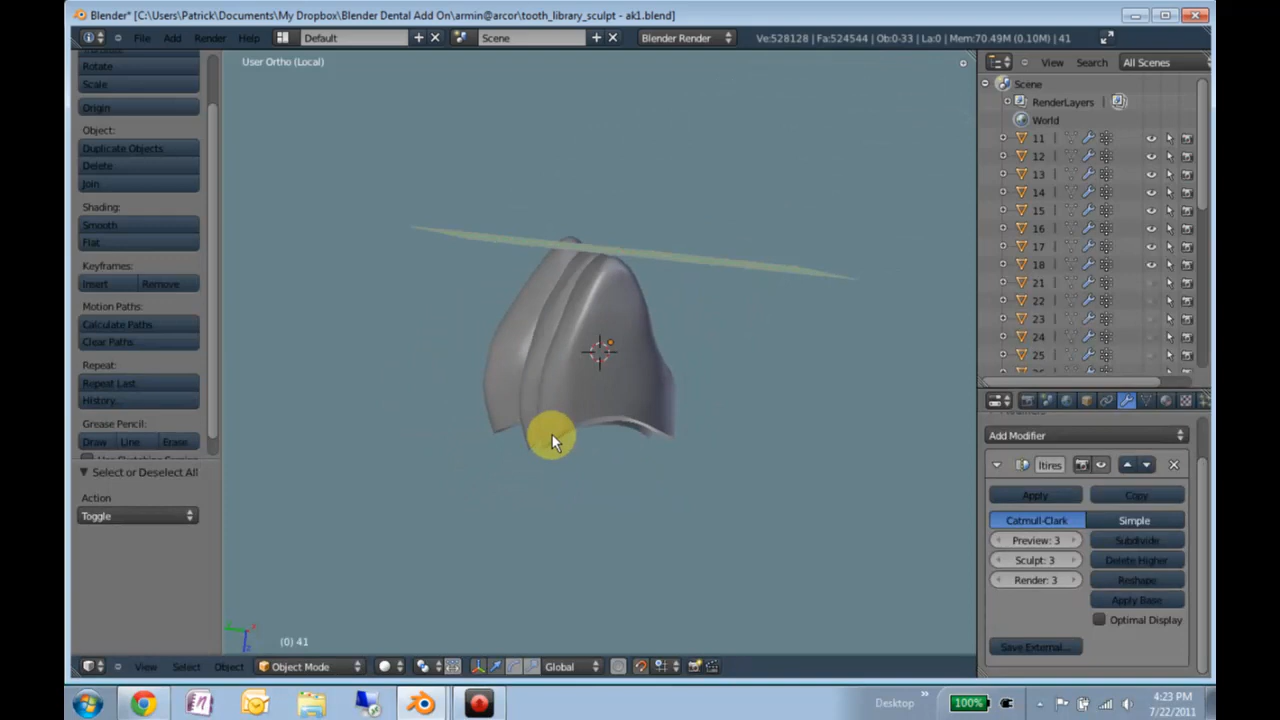 Blender* [C:\Users\Patrick\Documents\My Dropbox\Blender Dental Add On\armin@arcor\tooth_library_sculpt - ak1.blend]
File Add Render Help Default Scene Blender Render Ve:528128 | Fa:524544 | Ob:0-33 | La:0 | Mem:70.49M (0.10M) | 41
User Ortho (Local)
Rotate
Scale
Origin
Object:
Duplicate Objects
Delete
Join
Shading:
Smooth
Flat
Keyframes:
Insert Remove
Motion Paths:
Calculate Paths
Clear Paths
Repeat:
Repeat Last
History...
Grease Pencil:
Draw Line Erase
Select or Deselect All
Action
Toggle
View Search All Scenes
Scene
RenderLayers |
World
11 |
12 |
13 |
14 |
15 |
16 |
17 |
18 |
21 |
22 |
23 |
24 |
25 |
Add Modifier
ltires
Apply Copy
Catmull-Clark Simple
Preview: 3 Subdivide
Sculpt: 3 Delete Higher
Render: 3 Reshape
Apply Base
Optimal Display
Save External...
(0) 41
View Select Object Object Mode Global
Desktop » 100% 4:23 PM
7/22/2011